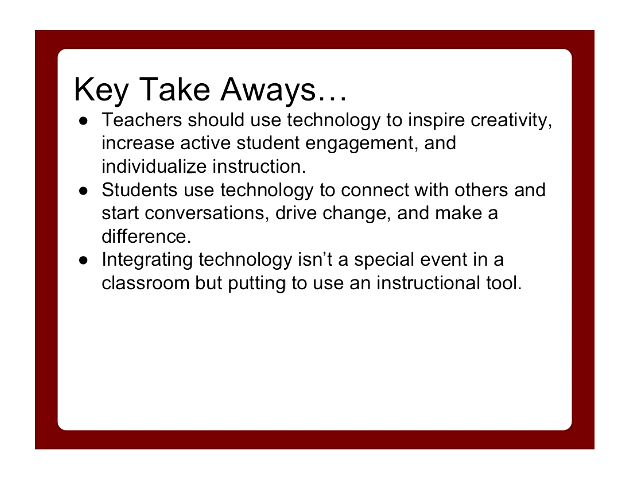 Key Take Aways…
● Teachers should use technology to inspire creativity,
increase active student engagement, and
individualize instruction.
● Students use technology to connect with others and
start conversations, drive change, and make a
difference.
● Integrating technology isn’t a special event in a
classroom but putting to use an instructional tool.